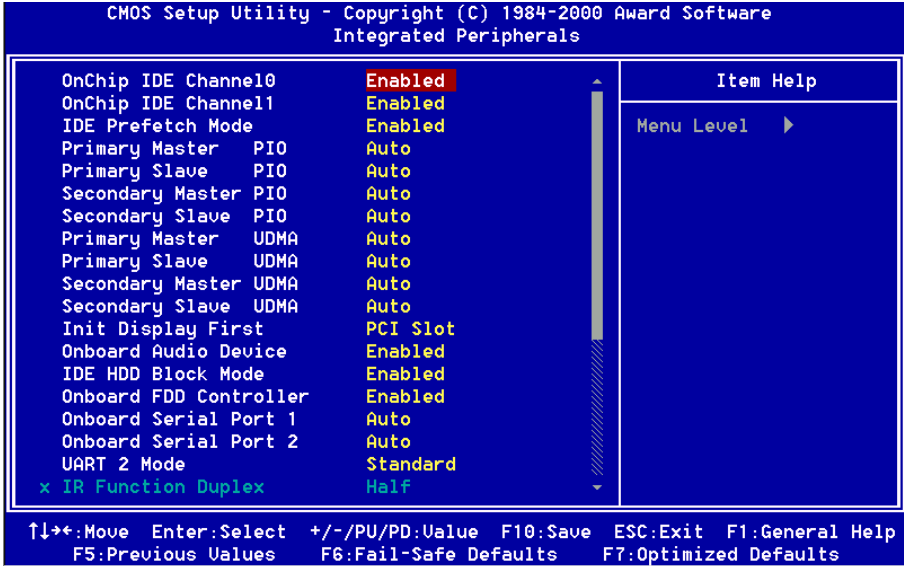 CMOS Setup Utility - Copyright (C) 1984-2000 Award Software
Integrated Peripherals
OnChip IDE Channel0 Enabled
Item Help
OnChip IDE Channel1 Enabled
IDE Prefetch Mode Enabled
Menu Level ▶
Primary Master PIO Auto
Primary Slave PIO Auto
Secondary Master PIO Auto
Secondary Slave PIO Auto
Primary Master UDMA Auto
Primary Slave UDMA Auto
Secondary Master UDMA Auto
Secondary Slave UDMA Auto
Init Display First PCI Slot
Onboard Audio Device Enabled
IDE HDD Block Mode Enabled
Onboard FDD Controller Enabled
Onboard Serial Port 1 Auto
Onboard Serial Port 2 Auto
UART 2 Mode Standard
x IR Function Duplex Half
↑↓→←:Move Enter:Select +/-/PU/PD:Value F10:Save ESC:Exit F1:General Help
F5:Previous Values F6:Fail-Safe Defaults F7:Optimized Defaults